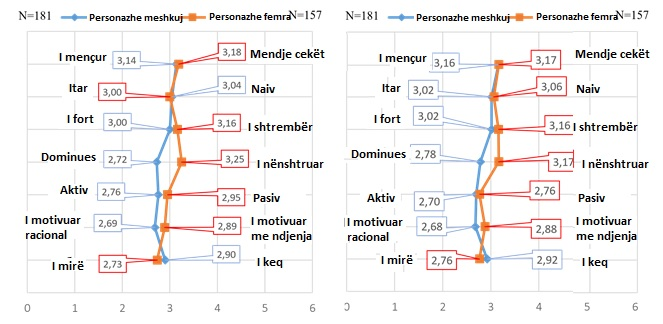 N=181 Personazhe meshkuj Personazhe femra N=157
I mençur 3,14 3,18 Mendje cekët
Itar 3,00 3,04 Naiv
I fort 3,00 3,16 I shtrembër
Dominues 2,72 3,25 I nënshtruar
Aktiv 2,76 2,95 Pasiv
I motivuar racional 2,69 2,89 I motivuar me ndjenja
I mirë 2,73 2,90 I keq
0 1 2 3 4 5 6
N=181 Personazhe meshkuj Personazhe femra N=157
I mençur 3,16 3,17 Mendje cekët
Itar 3,02 3,06 Naiv
I fort 3,02 3,16 I shtrembër
Dominues 2,78 3,17 I nënshtruar
Aktiv 2,70 2,76 Pasiv
I motivuar racional 2,68 2,88 I motivuar me ndjenja
I mirë 2,76 2,92 I keq
0 1 2 3 4 5 6